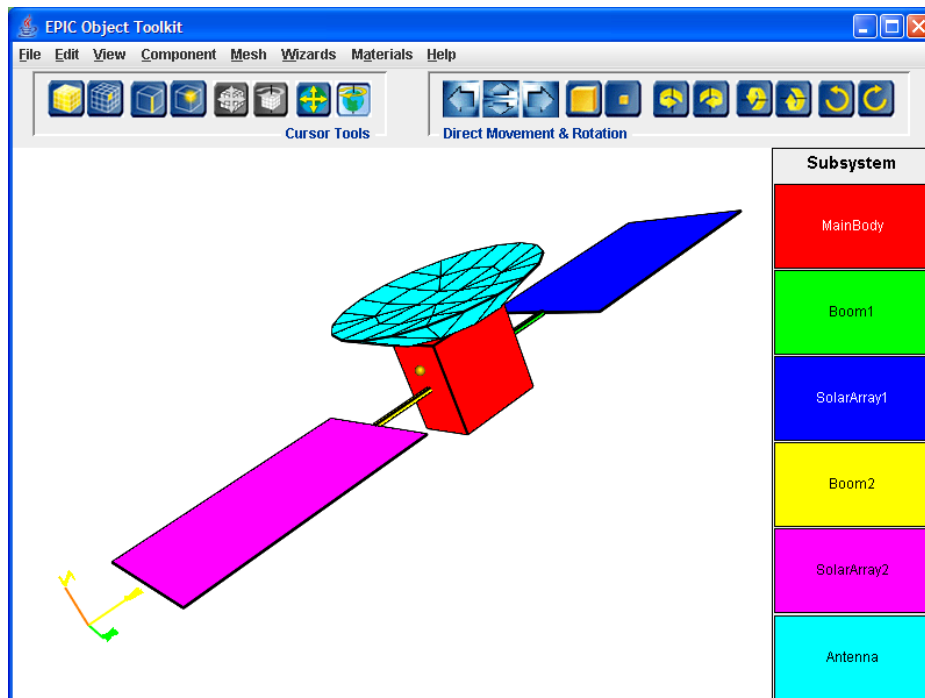 EPIC Object Toolkit
File Edit View Component Mesh Wizards Materials Help
Cursor Tools
Direct Movement & Rotation
Subsystem
MainBody
Boom1
SolarArray1
Boom2
SolarArray2
Antenna